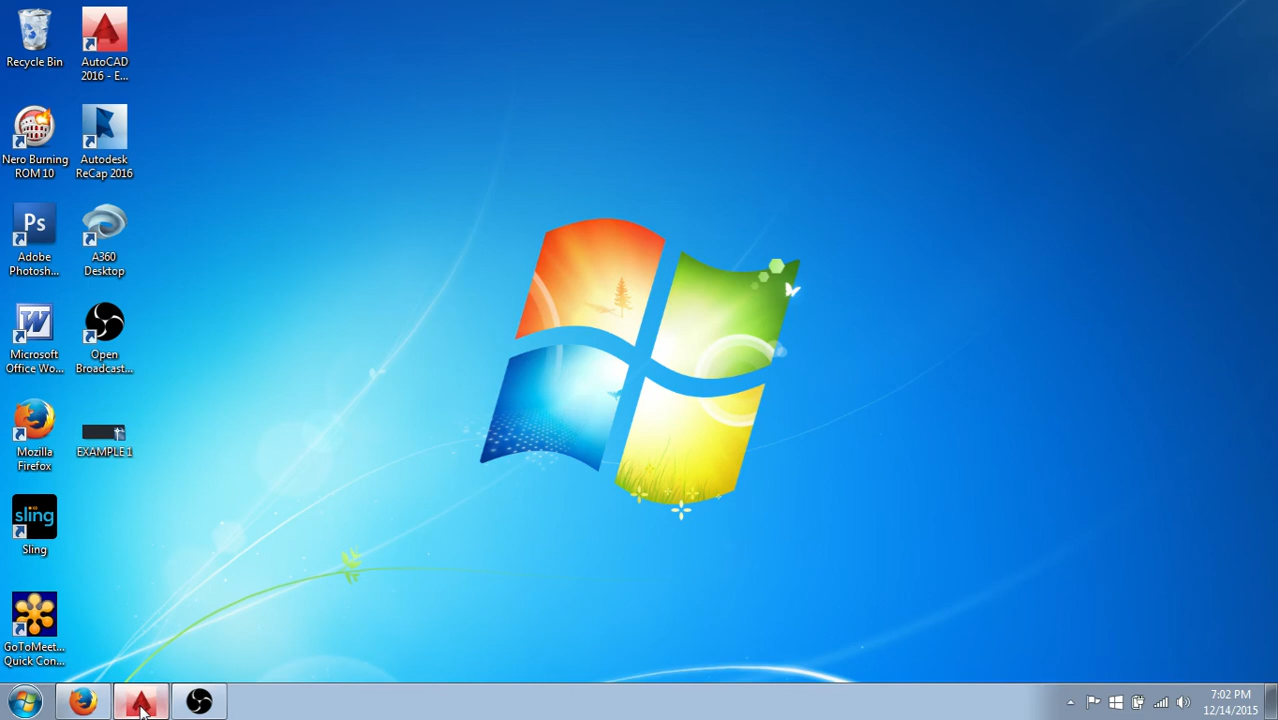 Recycle Bin
AutoCAD
2016 - E...
Nero Burning
ROM 10
Autodesk
ReCap 2016
Ps
Adobe
Photosh...
A360
Desktop
W
Microsoft
Office Wo...
Open
Broadcast...
Mozilla
Firefox
EXAMPLE 1
sling
Sling
GoToMeet...
Quick Con...
7:02 PM
12/14/2015